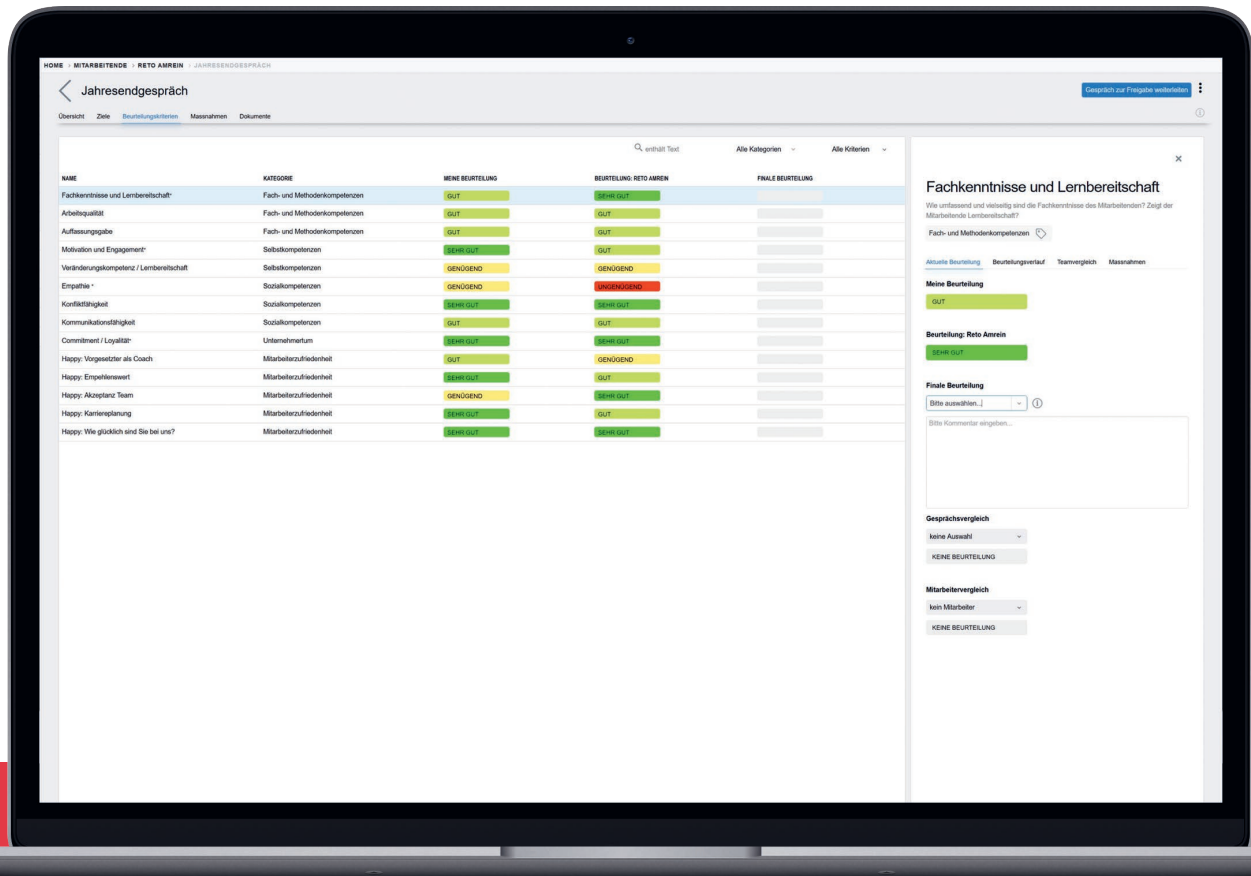 HOME › MITARBEITENDE › RETO AMREIN › JAHRESENDGESPRÄCH
Jahresendgespräch
Gespräch zur Freigabe weiterleiten
Übersicht Ziele Beurteilungskriterien Massnahmen Dokumente
enthält Text Alle Kategorien Alle Kriterien
NAME KATEGORIE MEINE BEURTEILUNG BEURTEILUNG: RETO AMREIN FINALE BEURTEILUNG
Fachkenntnisse und Lernbereitschaft* Fach- und Methodenkompetenzen GUT SEHR GUT
Arbeitsqualität Fach- und Methodenkompetenzen GUT GUT
Auffassungsgabe Fach- und Methodenkompetenzen GUT GUT
Motivation und Engagement* Selbstkompetenzen SEHR GUT GUT
Veränderungskompetenz / Lernbereitschaft Selbstkompetenzen GENÜGEND GENÜGEND
Empathie * Sozialkompetenzen GENÜGEND UNGENÜGEND
Konfliktfähigkeit Sozialkompetenzen SEHR GUT SEHR GUT
Kommunikationsfähigkeit Sozialkompetenzen GUT GUT
Commitment / Loyalität* Unternehmertum SEHR GUT SEHR GUT
Happy: Vorgesetzter als Coach Mitarbeiterzufriedenheit GUT GENÜGEND
Happy: Empfehlenswert Mitarbeiterzufriedenheit SEHR GUT GUT
Happy: Akzeptanz Team Mitarbeiterzufriedenheit GENÜGEND SEHR GUT
Happy: Karriereplanung Mitarbeiterzufriedenheit SEHR GUT GUT
Happy: Wie glücklich sind Sie bei uns? Mitarbeiterzufriedenheit SEHR GUT SEHR GUT
Fachkenntnisse und Lernbereitschaft
Wie umfassend und vielseitig sind die Fachkenntnisse des Mitarbeitenden? Zeigt der
Mitarbeitende Lernbereitschaft?
Fach- und Methodenkompetenzen
Aktuelle Beurteilung Beurteilungsverlauf Teamvergleich Massnahmen
Meine Beurteilung
GUT
Beurteilung: Reto Amrein
SEHR GUT
Finale Beurteilung
Bitte auswählen...
Bitte Kommentar eingeben...
Gesprächsvergleich
keine Auswahl
KEINE BEURTEILUNG
Mitarbeitervergleich
kein Mitarbeiter
KEINE BEURTEILUNG